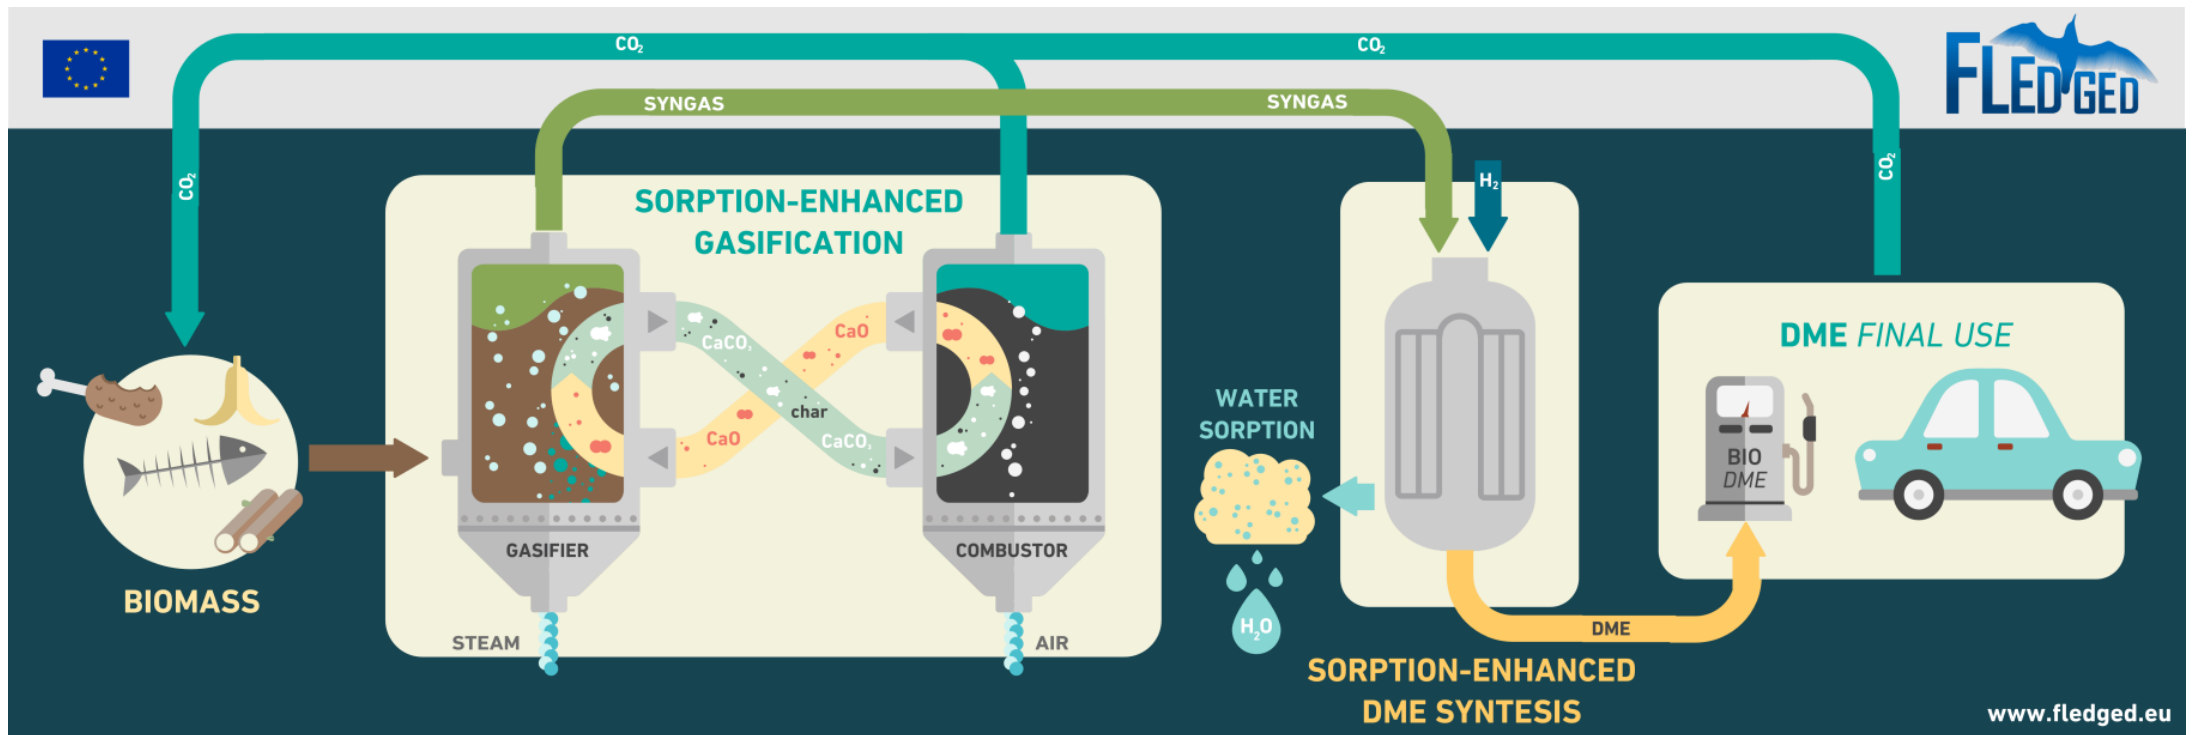 CO₂
CO₂
FLEDGED
SYNGAS
SYNGAS
CO₂
H₂
CO₂
SORPTION-ENHANCED
GASIFICATION
CaCO₃
CaO
DME FINAL USE
WATER
SORPTION
char
CaO
CaCO₃
BIO
DME
GASIFIER
COMBUSTOR
BIOMASS
STEAM
AIR
H₂O
DME
SORPTION-ENHANCED
DME SYNTESIS
www.fledged.eu